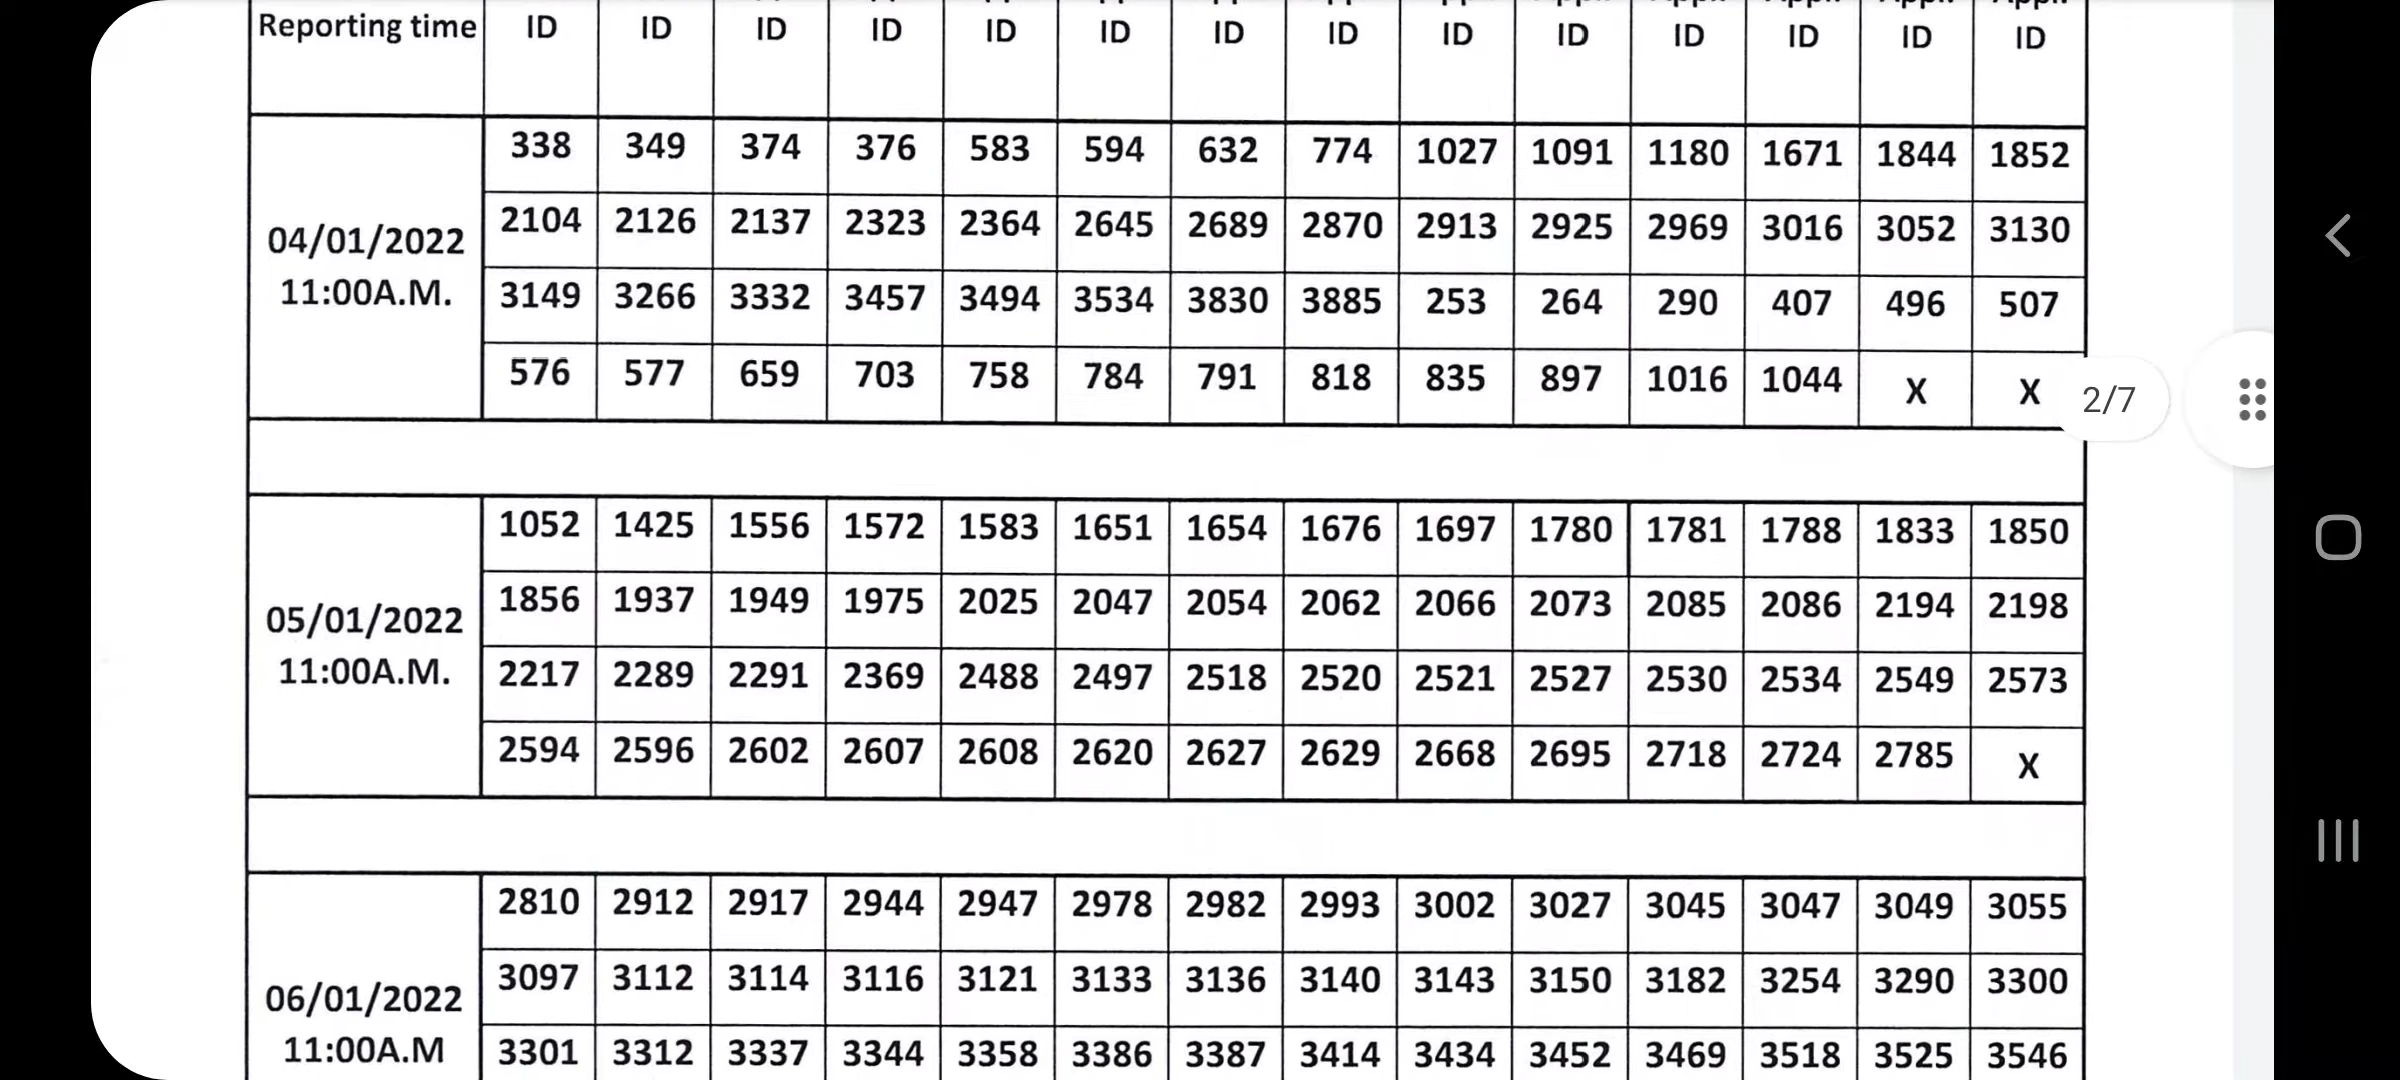 Reporting time ID ID ID ID ID ID ID ID ID ID ID ID ID ID
338 349 374 376 583 594 632 774 1027 1091 1180 1671 1844 1852
04/01/2022 2104 2126 2137 2323 2364 2645 2689 2870 2913 2925 2969 3016 3052 3130
11:00A.M. 3149 3266 3332 3457 3494 3534 3830 3885 253 264 290 407 496 507
576 577 659 703 758 784 791 818 835 897 1016 1044 X X 2/7
1052 1425 1556 1572 1583 1651 1654 1676 1697 1780 1781 1788 1833 1850
05/01/2022 1856 1937 1949 1975 2025 2047 2054 2062 2066 2073 2085 2086 2194 2198
11:00A.M. 2217 2289 2291 2369 2488 2497 2518 2520 2521 2527 2530 2534 2549 2573
2594 2596 2602 2607 2608 2620 2627 2629 2668 2695 2718 2724 2785 X
2810 2912 2917 2944 2947 2978 2982 2993 3002 3027 3045 3047 3049 3055
06/01/2022 3097 3112 3114 3116 3121 3133 3136 3140 3143 3150 3182 3254 3290 3300
11:00A.M 3301 3312 3337 3344 3358 3386 3387 3414 3434 3452 3469 3518 3525 3546